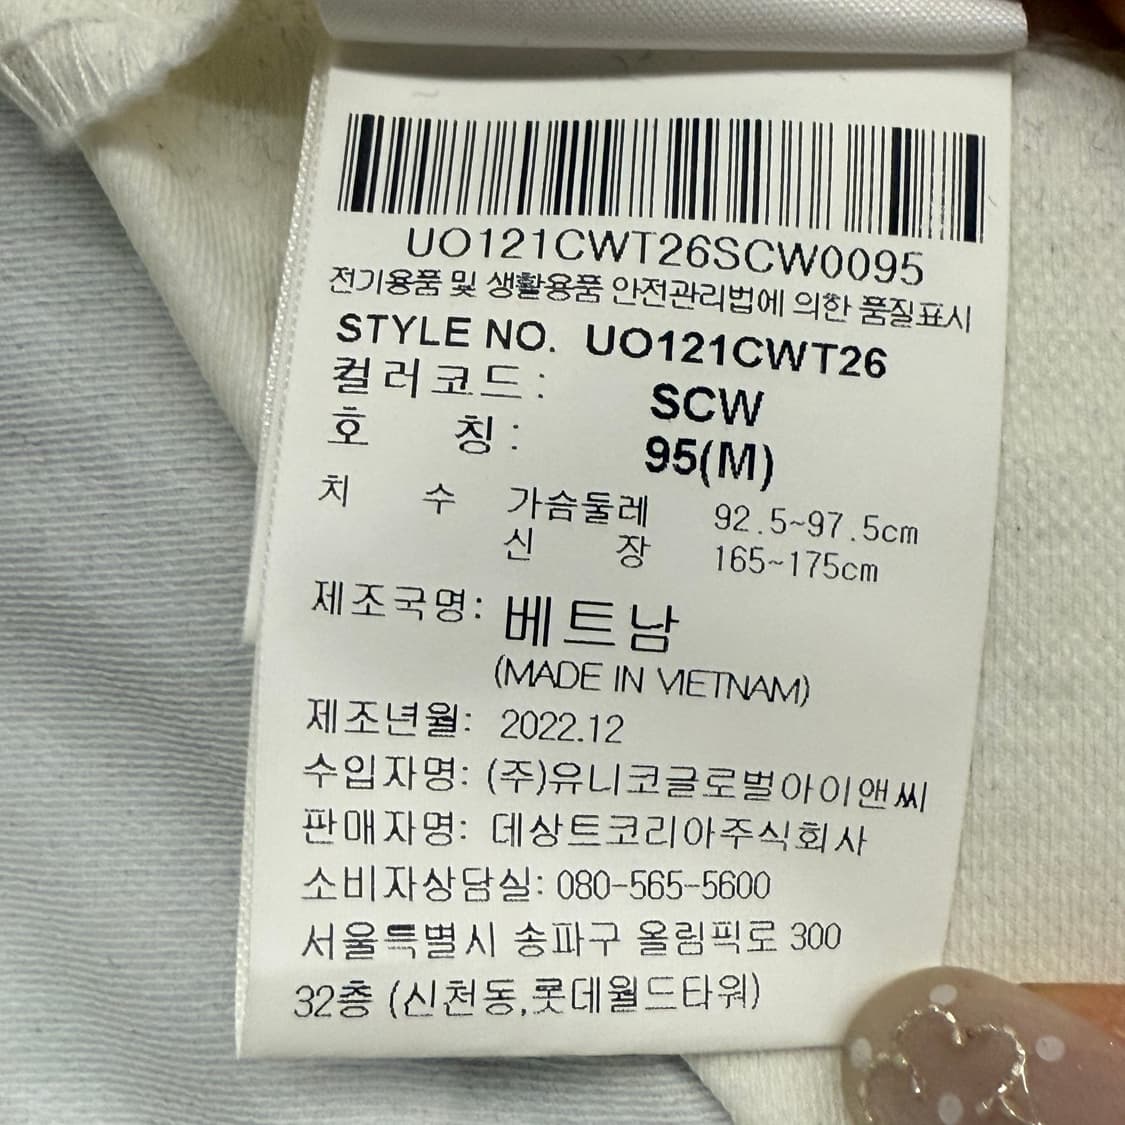 UO121CWT26SCW0095
전기용품 및 생활용품 안전관리법에 의한 품질표시
STYLE NO. UO121CWT26
컬러코드: SCW
호 칭: 95(M)
치 수 가슴둘레 92.5~97.5cm
신 장 165~175cm
제조국명: 베트남
(MADE IN VIETNAM)
제조년월: 2022.12
수입자명: (주)유니코글로벌아이앤씨
판매자명: 데상트코리아주식회사
소비자상담실: 080-565-5600
서울특별시 송파구 올림픽로 300
32층 (신천동,롯데월드타워)